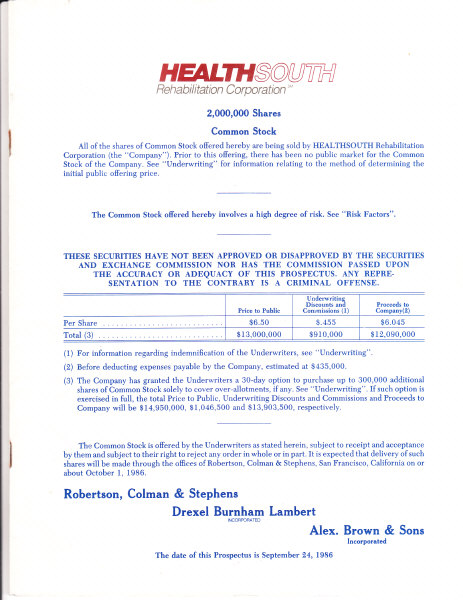 HEALTHSOUTH
Rehabilitation Corporation℠
2,000,000 Shares
Common Stock
All of the shares of Common Stock offered hereby are being sold by HEALTHSOUTH Rehabilitation
Corporation (the "Company"). Prior to this offering, there has been no public market for the Common
Stock of the Company. See "Underwriting" for information relating to the method of determining the
initial public offering price.
The Common Stock offered hereby involves a high degree of risk. See "Risk Factors".
THESE SECURITIES HAVE NOT BEEN APPROVED OR DISAPPROVED BY THE SECURITIES
AND EXCHANGE COMMISSION NOR HAS THE COMMISSION PASSED UPON
THE ACCURACY OR ADEQUACY OF THIS PROSPECTUS. ANY REPRE-
SENTATION TO THE CONTRARY IS A CRIMINAL OFFENSE.
Price to Public Underwriting Discounts and Commissions (1) Proceeds to Company(2)
Per Share . . . . . . . . . . . . . . . . . . . . . . . . . . $6.50 $.455 $6.045
Total (3) . . . . . . . . . . . . . . . . . . . . . . . . . . $13,000,000 $910,000 $12,090,000
(1) For information regarding indemnification of the Underwriters, see "Underwriting".
(2) Before deducting expenses payable by the Company, estimated at $435,000.
(3) The Company has granted the Underwriters a 30-day option to purchase up to 300,000 additional
shares of Common Stock solely to cover over-allotments, if any. See "Underwriting". If such option is
exercised in full, the total Price to Public, Underwriting Discounts and Commissions and Proceeds to
Company will be $14,950,000, $1,046,500 and $13,903,500, respectively.
The Common Stock is offered by the Underwriters as stated herein, subject to receipt and acceptance
by them and subject to their right to reject any order in whole or in part. It is expected that delivery of such
shares will be made through the offices of Robertson, Colman & Stephens, San Francisco, California on or
about October 1, 1986.
Robertson, Colman & Stephens
Drexel Burnham Lambert
INCORPORATED
Alex. Brown & Sons
Incorporated
The date of this Prospectus is September 24, 1986